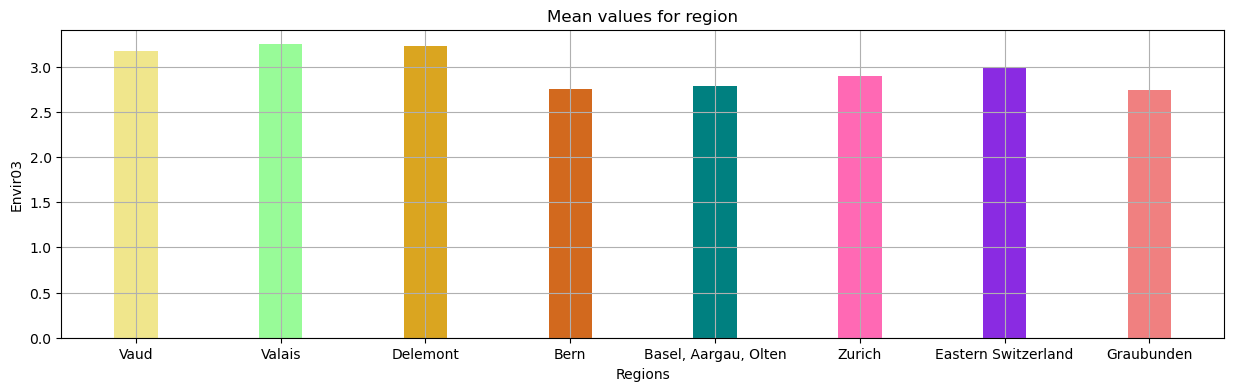 Mean values for region
Envir03
3.0
2.5
2.0
1.5
1.0
0.5
0.0
Vaud Valais Delemont Bern Basel, Aargau, Olten Zurich Eastern Switzerland Graubunden
Regions